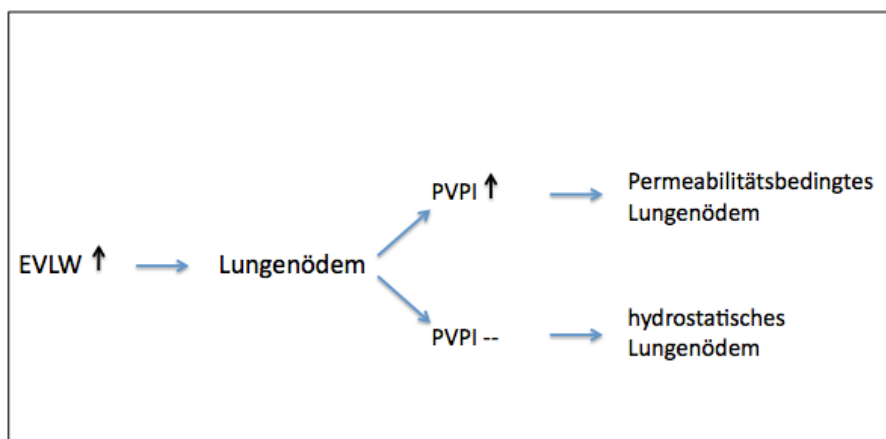 EVLW ↑
Lungenödem
PVPI ↑
Permeabilitätsbedingtes
Lungenödem
PVPI --
hydrostatisches
Lungenödem